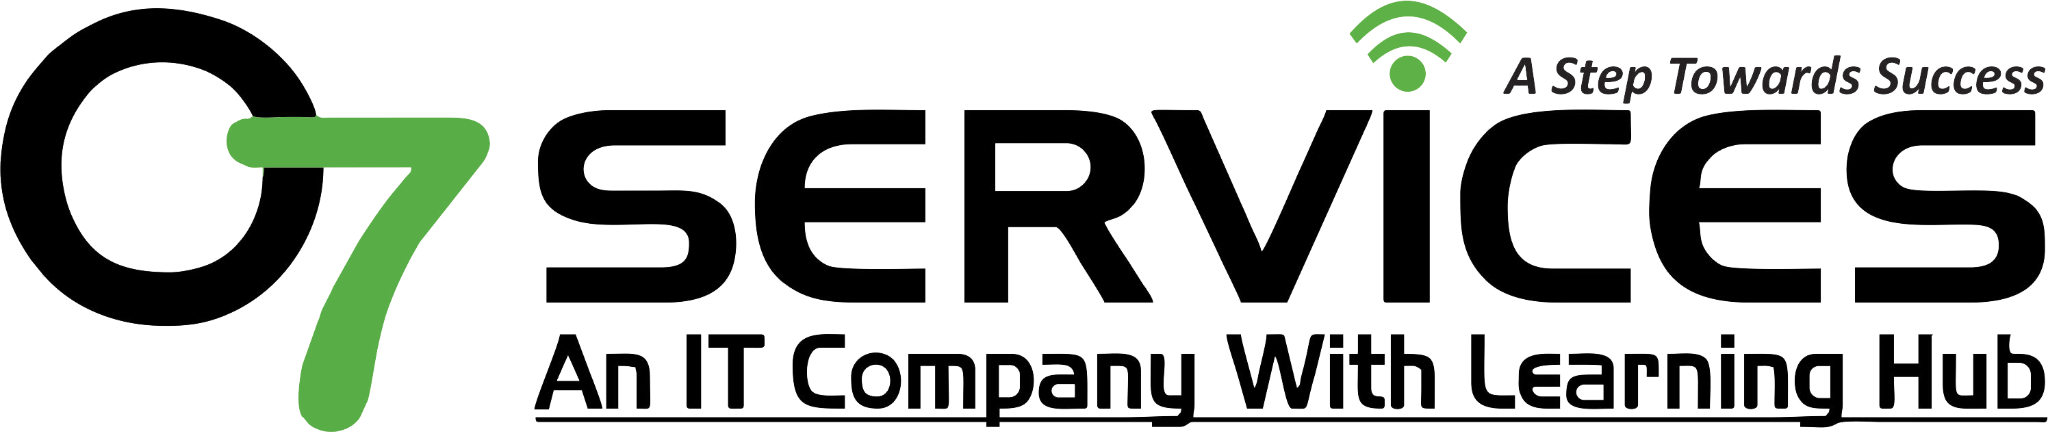 O7 SERVICES
A Step Towards Success
An IT Company With Learning Hub